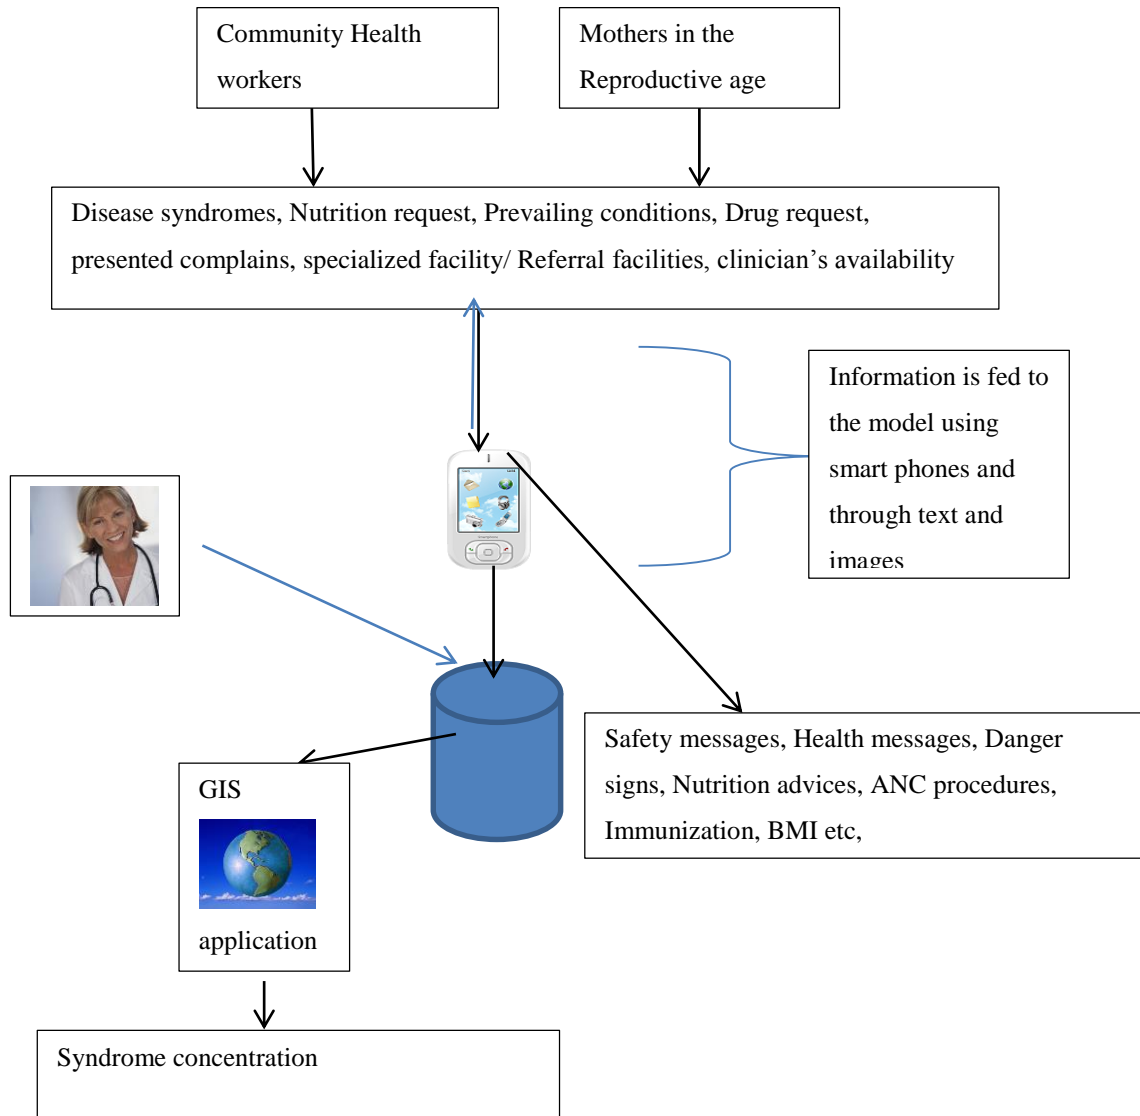 Community Health
workers
Mothers in the
Reproductive age
Disease syndromes, Nutrition request, Prevailing conditions, Drug request,
presented complains, specialized facility/ Referral facilities, clinician’s availability
Information is fed to
the model using
smart phones and
through text and
images
Safety messages, Health messages, Danger
signs, Nutrition advices, ANC procedures,
Immunization, BMI etc,
GIS
application
Syndrome concentration